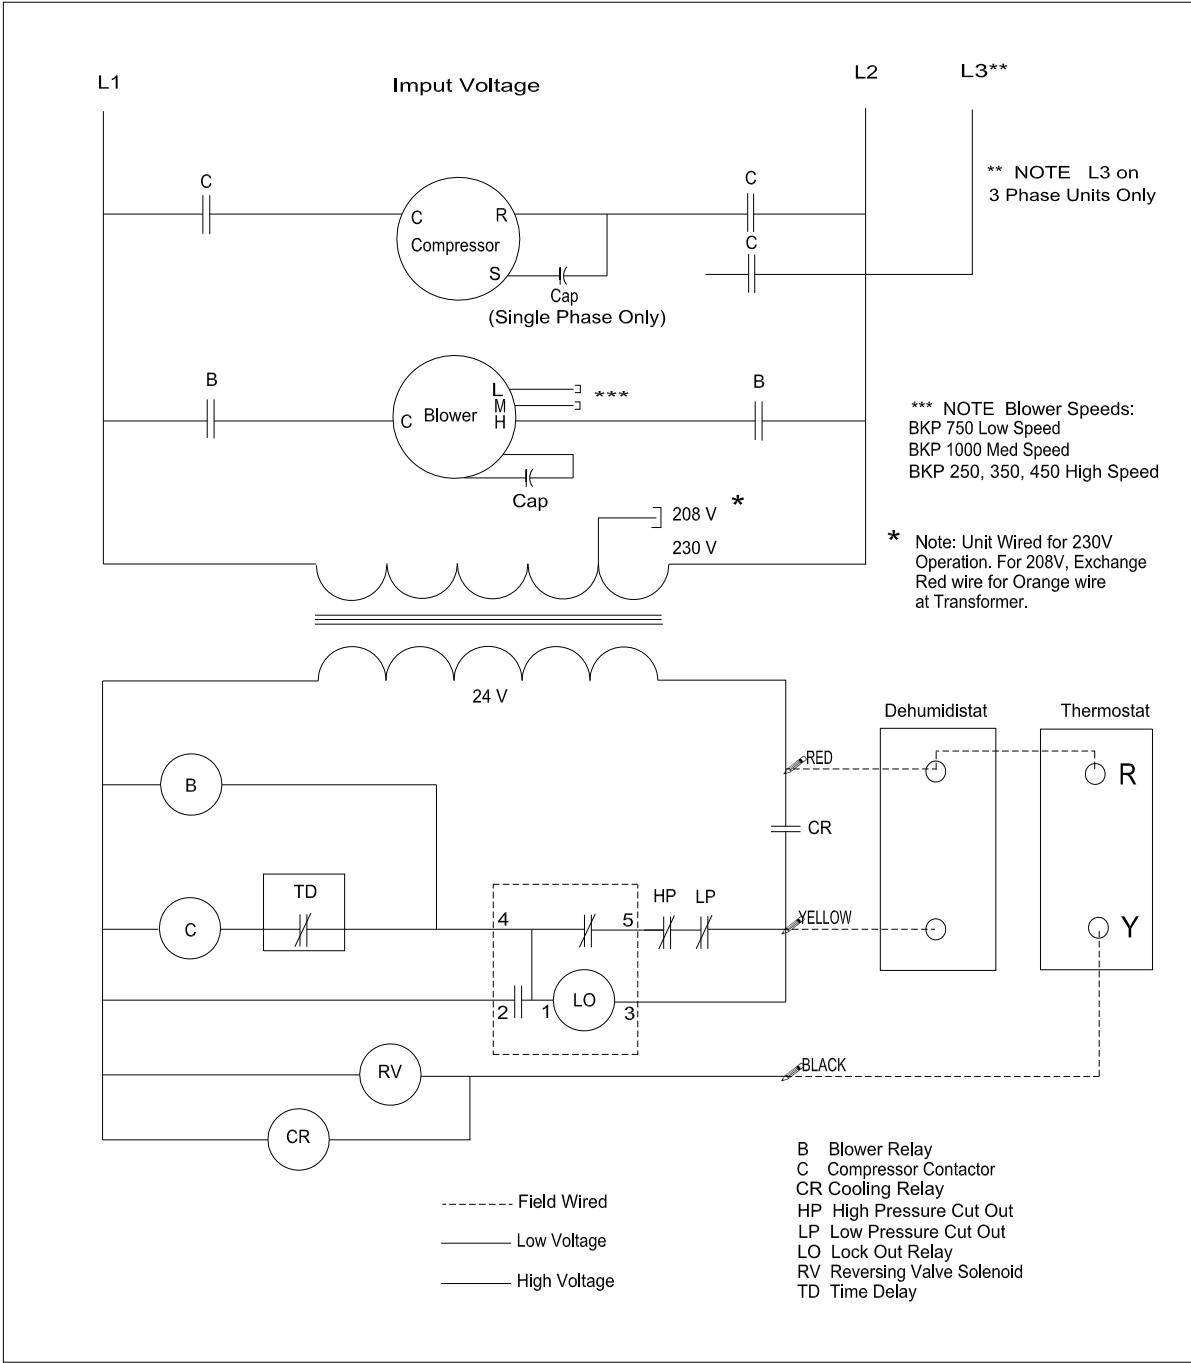 L1
Imput Voltage
L2
L3**
** NOTE L3 on
3 Phase Units Only
C
C
C
C
R
Compressor
S
Cap
(Single Phase Only)
B
B
L
M
H
C
Blower
***
Cap
*** NOTE Blower Speeds:
BKP 750 Low Speed
BKP 1000 Med Speed
BKP 250, 350, 450 High Speed
208 V *
230 V
* Note: Unit Wired for 230V
Operation. For 208V, Exchange
Red wire for Orange wire
at Transformer.
24 V
Dehumidistat
Thermostat
RED
R
B
CR
TD
HP
LP
C
4
5
YELLOW
Y
2
1
LO
3
RV
BLACK
CR
B Blower Relay
C Compressor Contactor
CR Cooling Relay
HP High Pressure Cut Out
LP Low Pressure Cut Out
LO Lock Out Relay
RV Reversing Valve Solenoid
TD Time Delay
Field Wired
Low Voltage
High Voltage